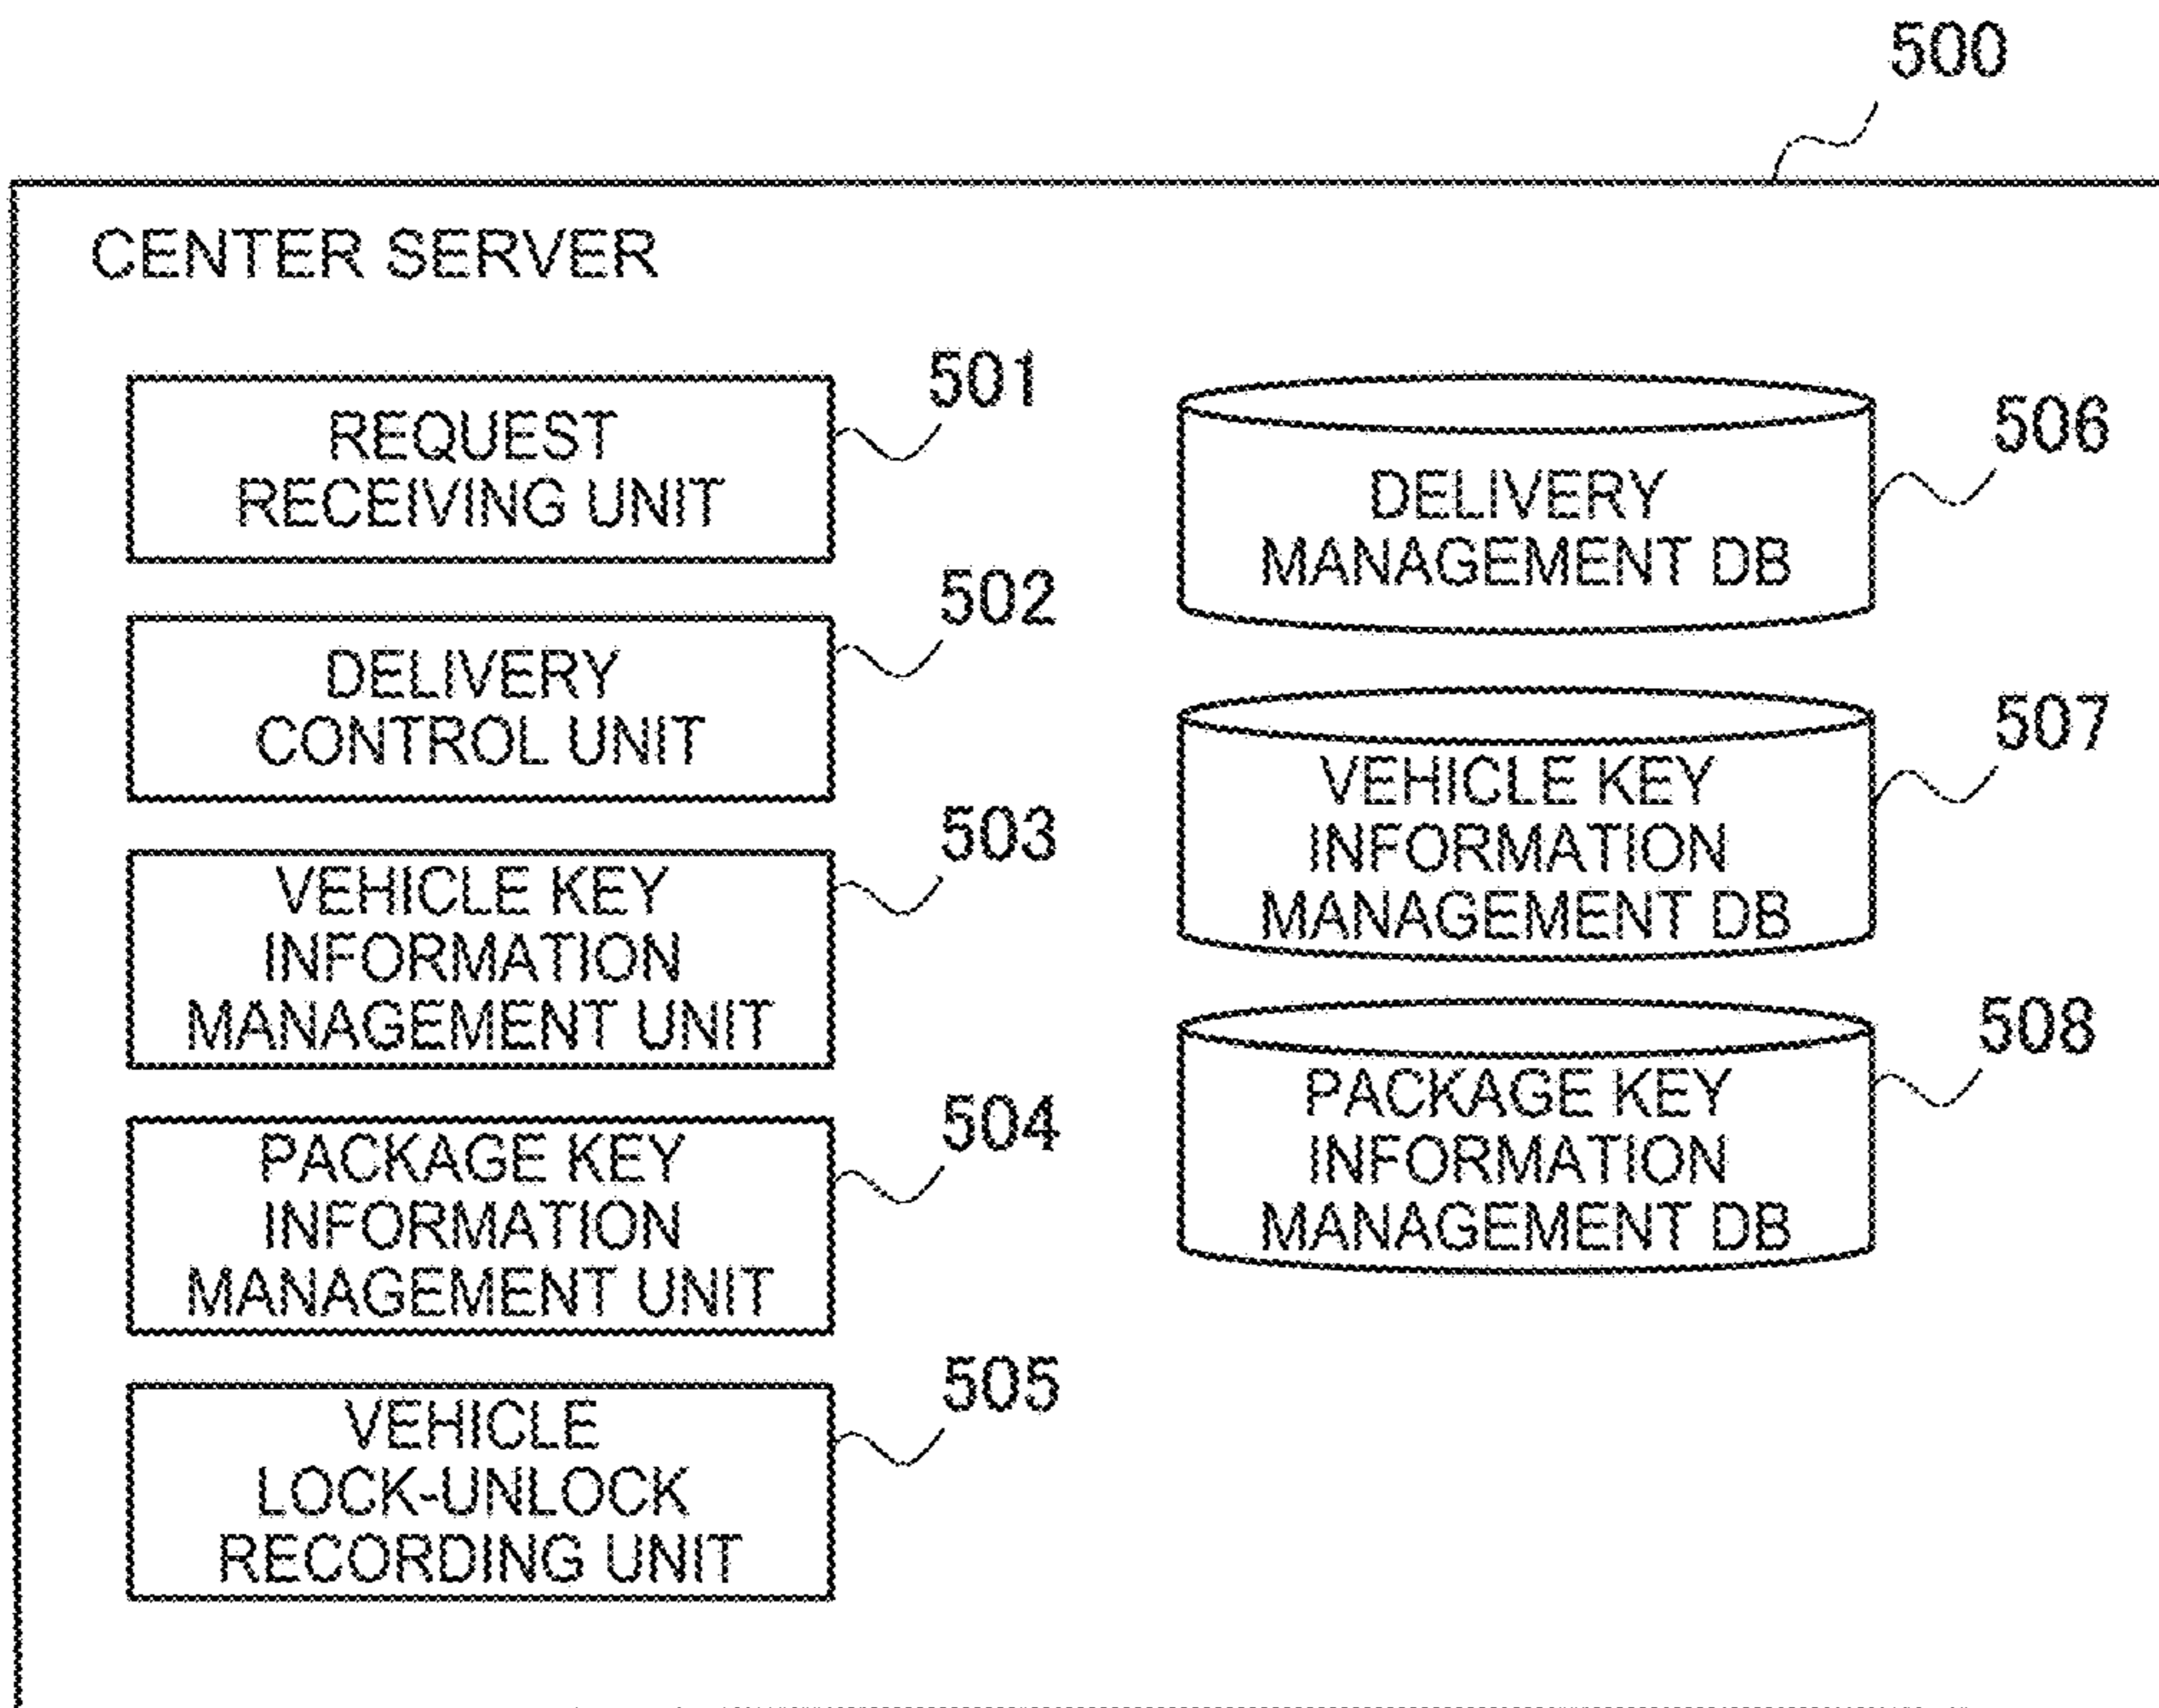 500
CENTER SERVER
REQUEST
RECEIVING UNIT
501
DELIVERY
CONTROL UNIT
502
VEHICLE KEY
INFORMATION
MANAGEMENT UNIT
503
PACKAGE KEY
INFORMATION
MANAGEMENT UNIT
504
VEHICLE
LOCK-UNLOCK
RECORDING UNIT
505
DELIVERY
MANAGEMENT DB
506
VEHICLE KEY
INFORMATION
MANAGEMENT DB
507
PACKAGE KEY
INFORMATION
MANAGEMENT DB
508